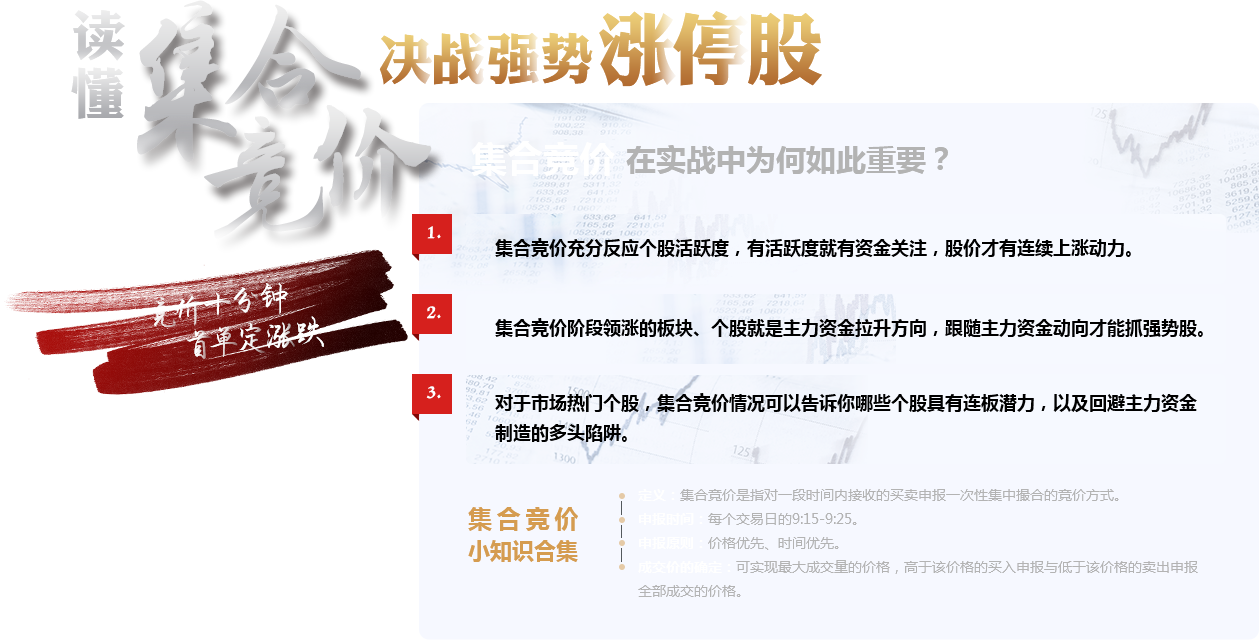 读懂
集合竞价
决战强势涨停股
竞价十分钟
首单定涨跌
集合竞价 在实战中为何如此重要？
1.
集合竞价充分反应个股活跃度，有活跃度就有资金关注，股价才有连续上涨动力。
2.
集合竞价阶段领涨的板块、个股就是主力资金拉升方向，跟随主力资金动向才能抓强势股。
3.
对于市场热门个股，集合竞价情况可以告诉你哪些个股具有连板潜力，以及回避主力资金
制造的多头陷阱。
集合竞价
小知识合集
定义：集合竞价是指对一段时间内接收的买卖申报一次性集中撮合的竞价方式。
申报时间：每个交易日的9:15-9:25。
申报原则：价格优先、时间优先。
成交价的确定：可实现最大成交量的价格，高于该价格的买入申报与低于该价格的卖出申报
全部成交的价格。